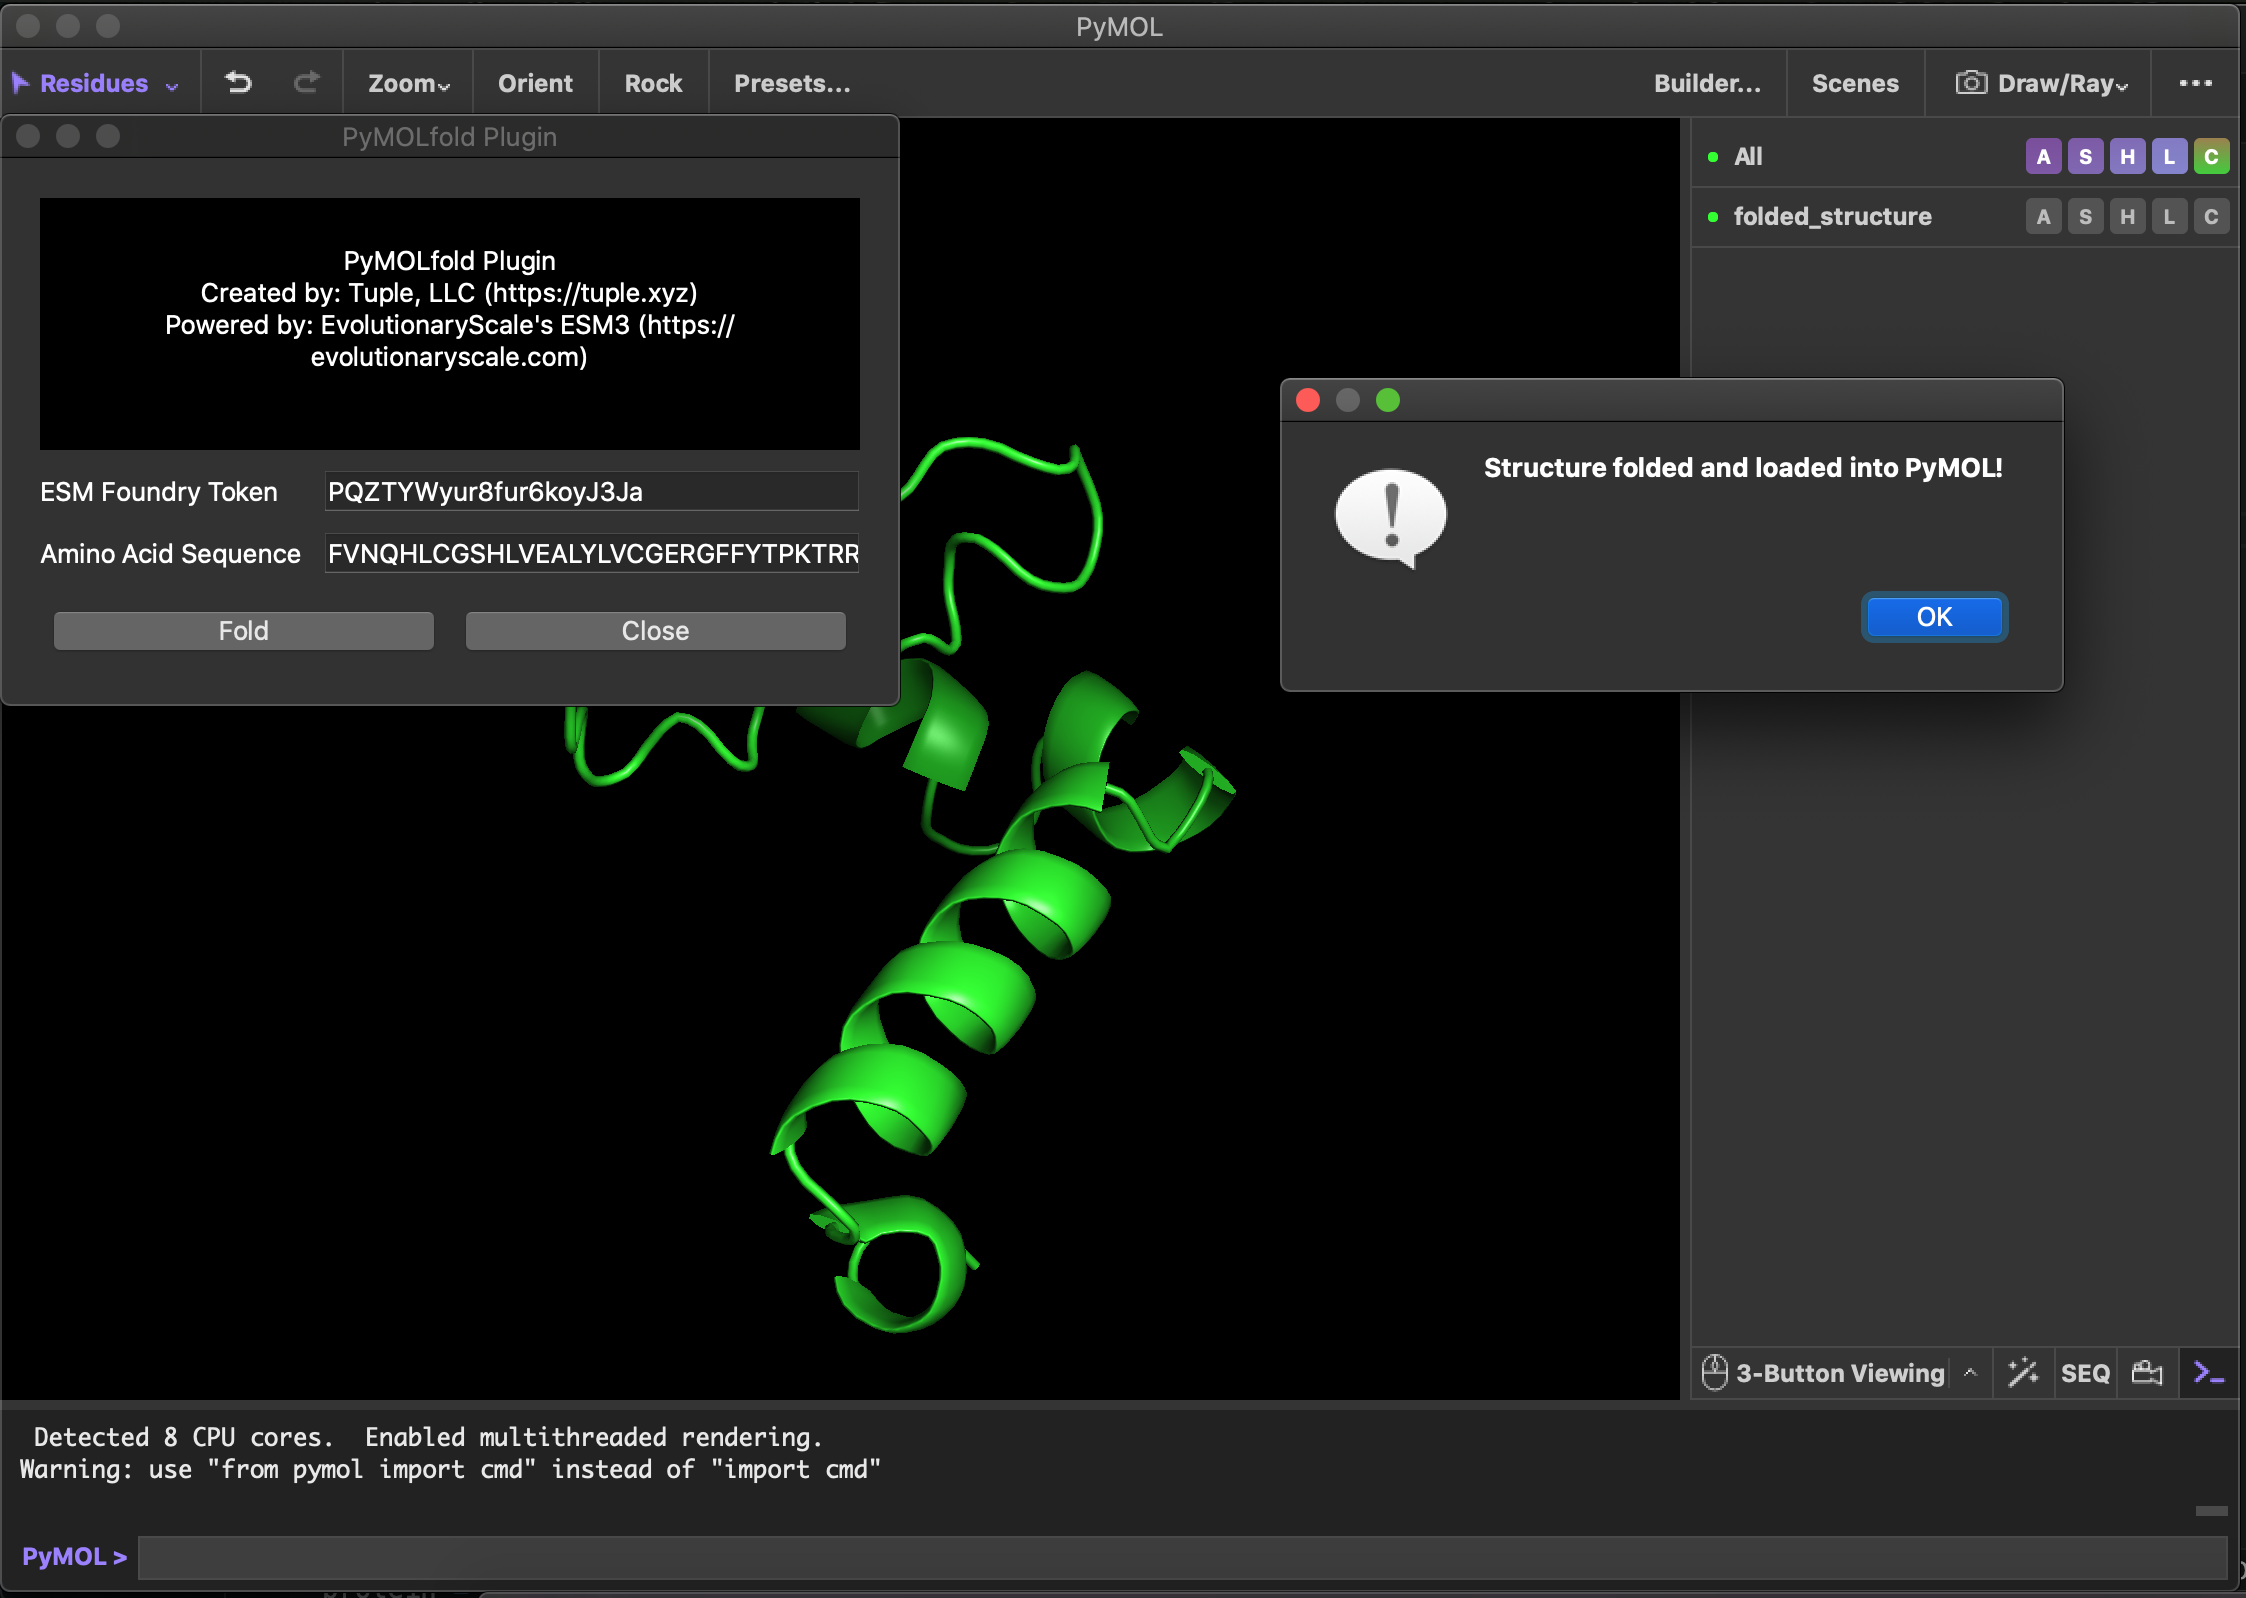 PyMOL
Residues
Zoom
Orient
Rock
Presets...
Builder...
Scenes
Draw/Ray
PyMOLfold Plugin
PyMOLfold Plugin
Created by: Tuple, LLC (https://tuple.xyz)
Powered by: EvolutionaryScale's ESM3 (https://
evolutionaryscale.com)
ESM Foundry Token PQZTYWyur8fur6koyJ3Ja
Amino Acid Sequence FVNQHLCGSHLVEALYLVCGERGFFYTPKTRR
Fold Close
All A S H L C
folded_structure A S H L C
Structure folded and loaded into PyMOL!
OK
3-Button Viewing SEQ
Detected 8 CPU cores.  Enabled multithreaded rendering.
Warning: use "from pymol import cmd" instead of "import cmd"
PyMOL >